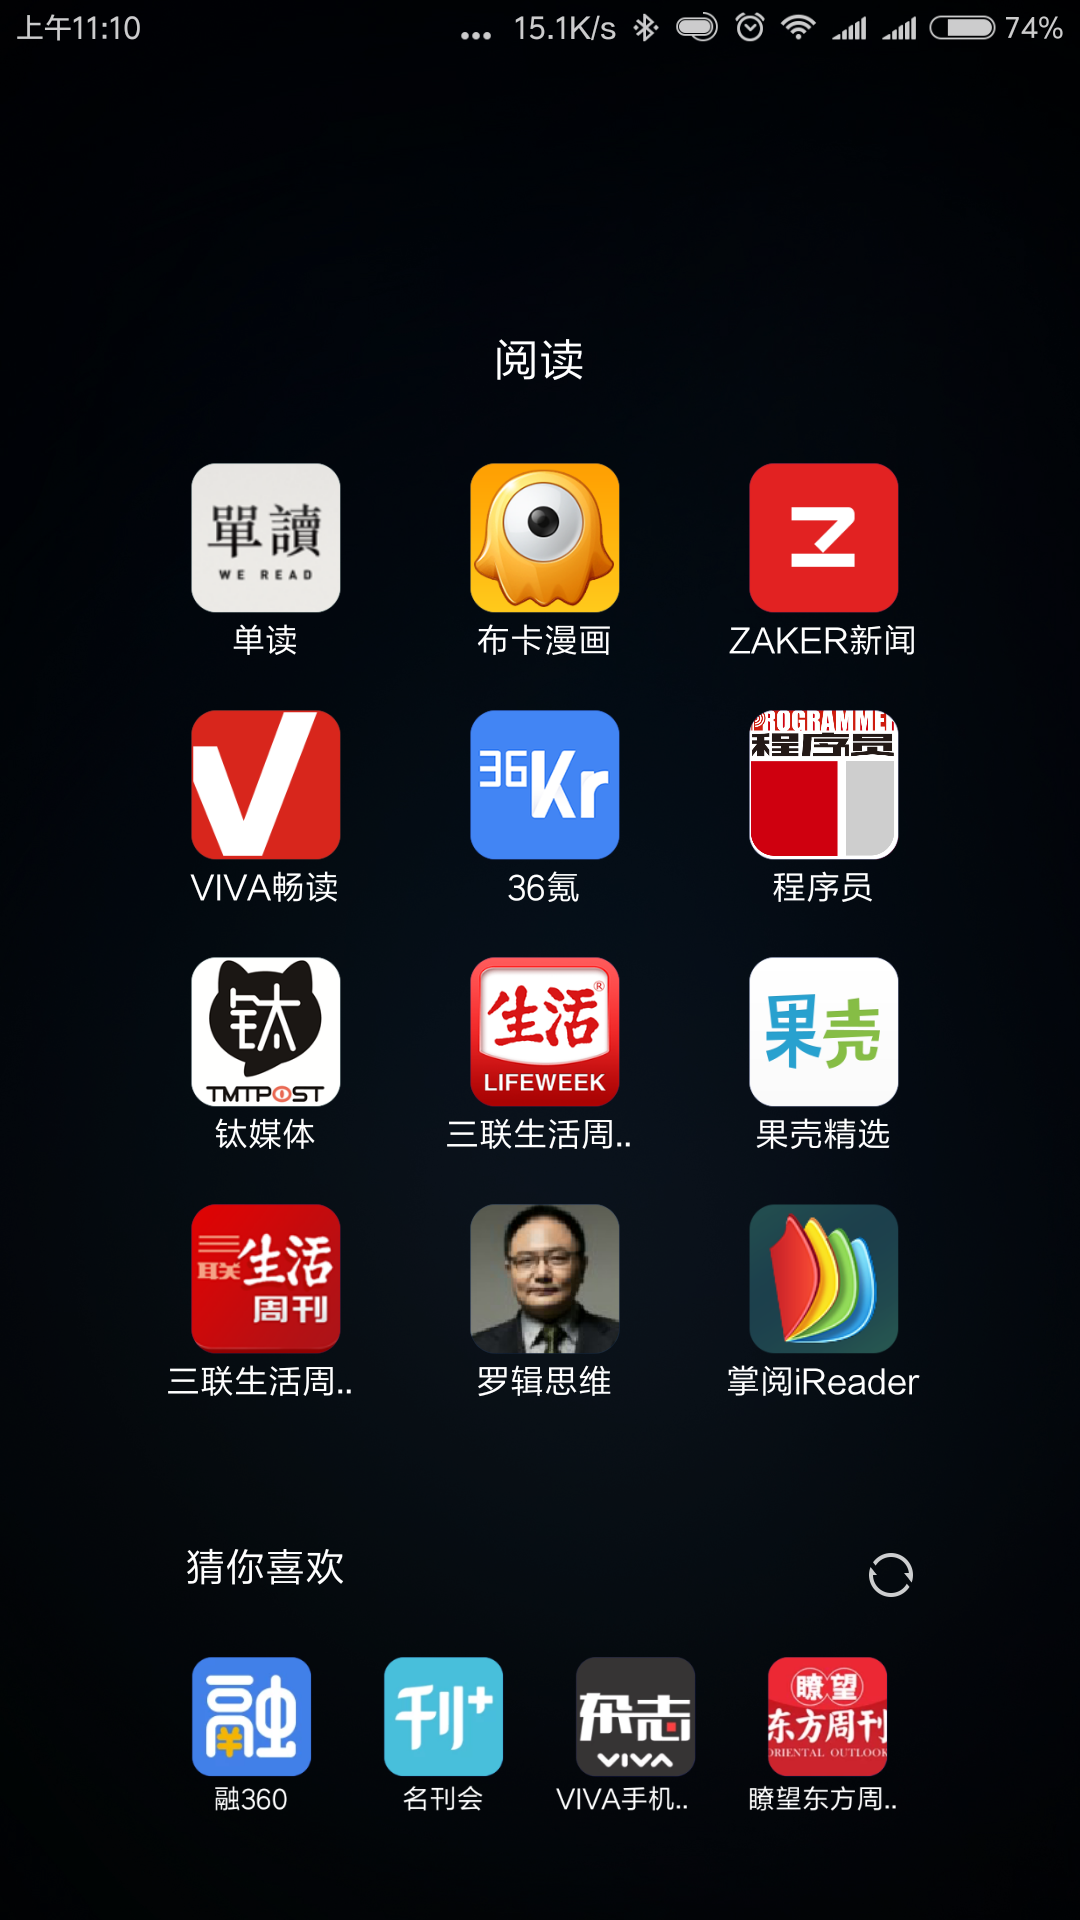 上午11:10 ... 15.1K/s 74%
阅读
單讀
WE READ
单读
布卡漫画
Z
ZAKER新闻
V
VIVA畅读
36Kr
36氪
PROGRAMMER
程序员
程序员
钛
TMTPOST
钛媒体
生活®
LIFEWEEK
三联生活周..
果壳
果壳精选
三联生活
周刊
三联生活周..
罗辑思维
掌阅iReader
猜你喜欢
融
融360
刊+
名刊会
杂志
VIVA
VIVA手机..
瞭望
东方周刊
ORIENTAL OUTLOOK
瞭望东方周..